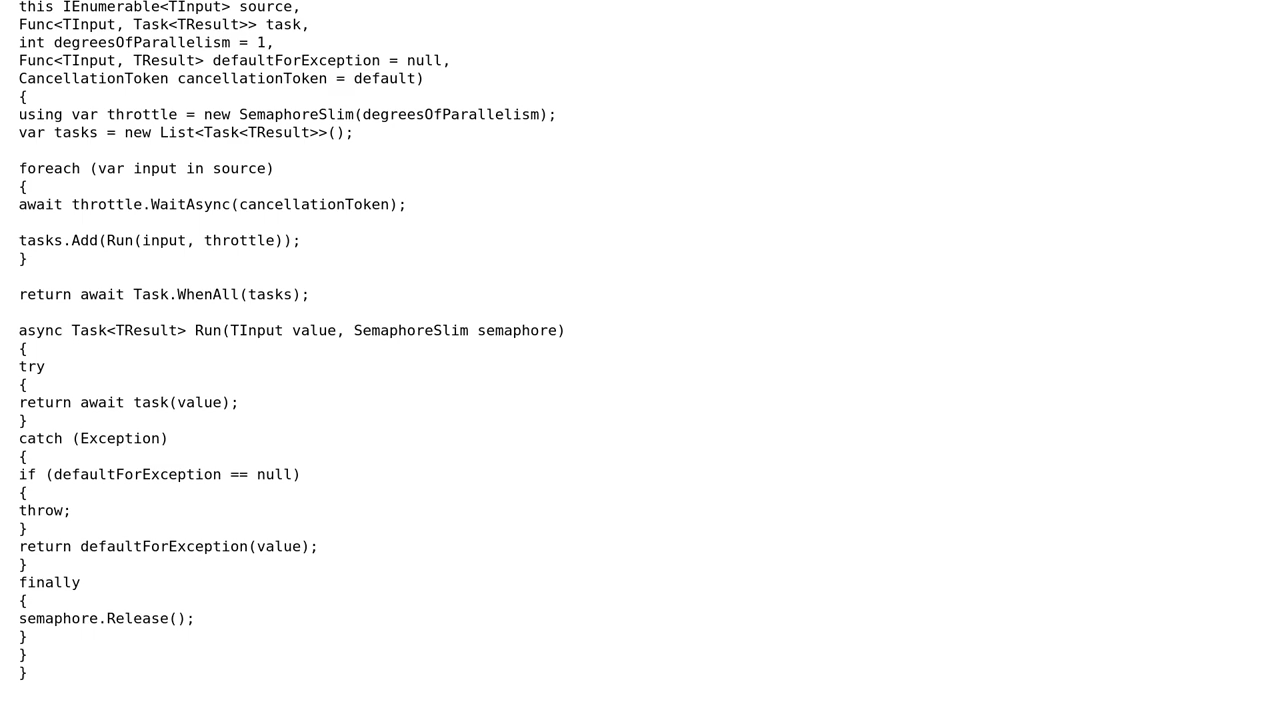 this IEnumerable<TInput> source,
Func<TInput, Task<TResult>> task,
int degreesOfParallelism = 1,
Func<TInput, TResult> defaultForException = null,
CancellationToken cancellationToken = default)
{
using var throttle = new SemaphoreSlim(degreesOfParallelism);
var tasks = new List<Task<TResult>>();

foreach (var input in source)
{
await throttle.WaitAsync(cancellationToken);

tasks.Add(Run(input, throttle));
}

return await Task.WhenAll(tasks);

async Task<TResult> Run(TInput value, SemaphoreSlim semaphore)
{
try
{
return await task(value);
}
catch (Exception)
{
if (defaultForException == null)
{
throw;
}
return defaultForException(value);
}
finally
{
semaphore.Release();
}
}
}